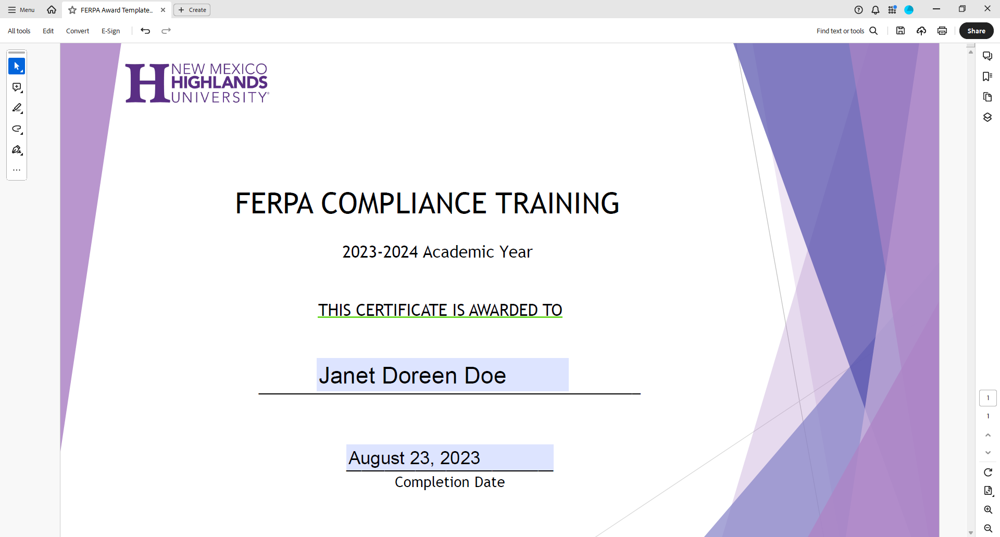 Menu
FERPA Award Template...
Create
All tools
Edit
Convert
E-Sign
Find text or tools
Share
H NEW MEXICO
HIGHLANDS
UNIVERSITY
FERPA COMPLIANCE TRAINING
2023-2024 Academic Year
THIS CERTIFICATE IS AWARDED TO
Janet Doreen Doe
August 23, 2023
Completion Date
1
1